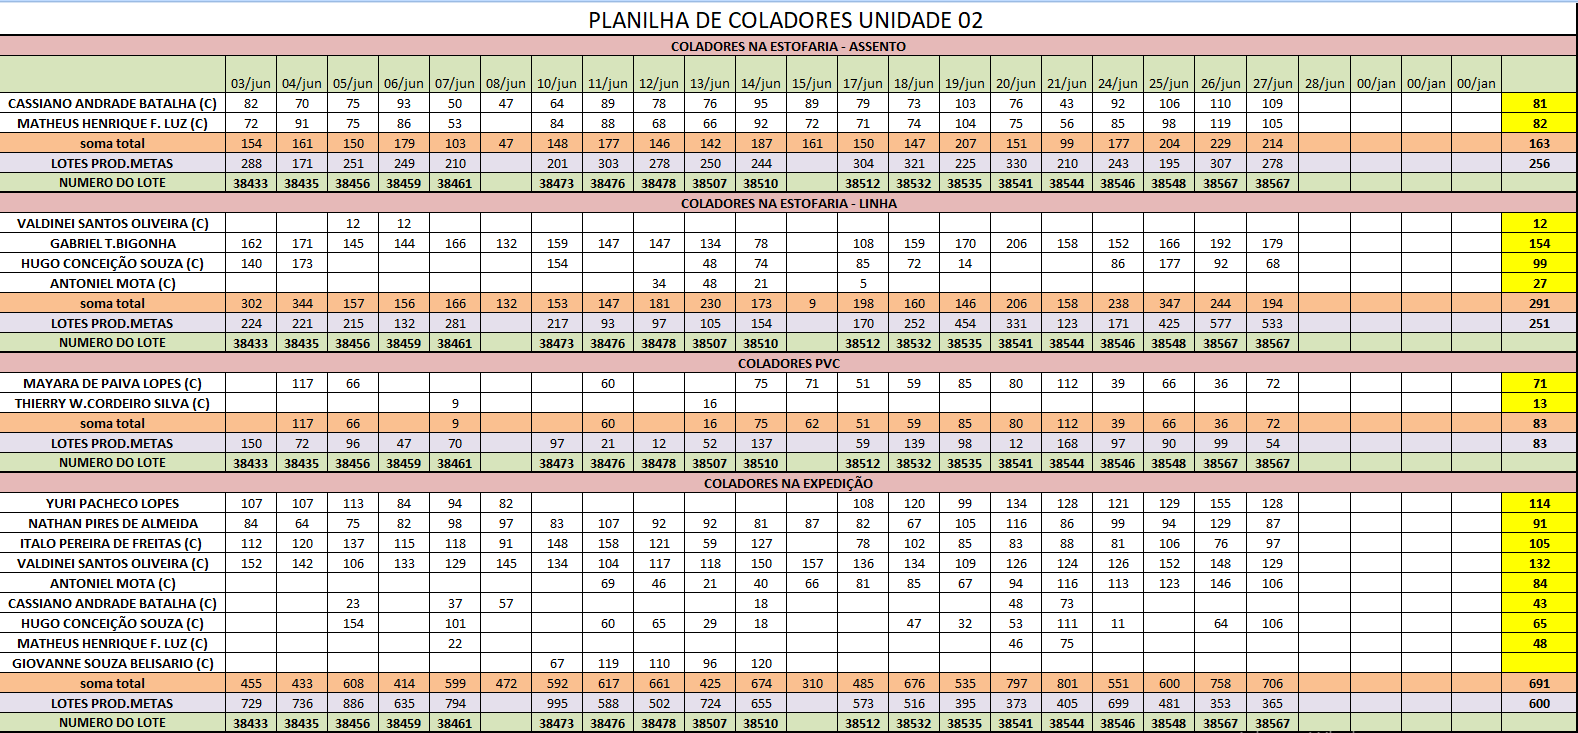 PLANILHA DE COLADORES UNIDADE 02
COLADORES NA ESTOFARIA - ASSENTO
03/jun 04/jun 05/jun 06/jun 07/jun 08/jun 10/jun 11/jun 12/jun 13/jun 14/jun 15/jun 17/jun 18/jun 19/jun 20/jun 21/jun 24/jun 25/jun 26/jun 27/jun 28/jun 00/jan 00/jan 00/jan
CASSIANO ANDRADE BATALHA (C) 82 70 75 93 50 47 64 89 78 76 95 89 79 73 103 76 43 92 106 110 109 81
MATHEUS HENRIQUE F. LUZ (C) 72 91 75 86 53 84 88 68 66 92 72 71 74 104 75 56 85 98 119 105 82
soma total 154 161 150 179 103 47 148 177 146 142 187 161 150 147 207 151 99 177 204 229 214 163
LOTES PROD.METAS 288 171 251 249 210 201 303 278 250 244 304 321 225 330 210 243 195 307 278 256
NUMERO DO LOTE 38433 38435 38456 38459 38461 38473 38476 38478 38507 38510 38512 38532 38535 38541 38544 38546 38548 38567 38567
COLADORES NA ESTOFARIA - LINHA
VALDINEI SANTOS OLIVEIRA (C) 12 12 12
GABRIEL T.BIGONHA 162 171 145 144 166 132 159 147 147 134 78 108 159 170 206 158 152 166 192 179 154
HUGO CONCEIÇÃO SOUZA (C) 140 173 154 48 74 85 72 14 86 177 92 68 99
ANTONIEL MOTA (C) 34 48 21 5 27
soma total 302 344 157 156 166 132 153 147 181 230 173 9 198 160 146 206 158 238 347 244 194 291
LOTES PROD.METAS 224 221 215 132 281 217 93 97 105 154 170 252 454 331 123 171 425 577 533 251
NUMERO DO LOTE 38433 38435 38456 38459 38461 38473 38476 38478 38507 38510 38512 38532 38535 38541 38544 38546 38548 38567 38567
COLADORES PVC
MAYARA DE PAIVA LOPES (C) 117 66 60 75 71 51 59 85 80 112 39 66 36 72 71
THIERRY W.CORDEIRO SILVA (C) 9 16 13
soma total 117 66 9 60 16 75 62 51 59 85 80 112 39 66 36 72 83
LOTES PROD.METAS 150 72 96 47 70 97 21 12 52 137 59 139 98 12 168 97 90 99 54 83
NUMERO DO LOTE 38433 38435 38456 38459 38461 38473 38476 38478 38507 38510 38512 38532 38535 38541 38544 38546 38548 38567 38567
COLADORES NA EXPEDIÇÃO
YURI PACHECO LOPES 107 107 113 84 94 82 108 120 99 134 128 121 129 155 128 114
NATHAN PIRES DE ALMEIDA 84 64 75 82 98 97 83 107 92 92 81 87 82 67 105 116 86 99 94 129 87 91
ITALO PEREIRA DE FREITAS (C) 112 120 137 115 118 91 148 158 121 59 127 78 102 85 83 88 81 106 76 97 105
VALDINEI SANTOS OLIVEIRA (C) 152 142 106 133 129 145 134 104 117 118 150 157 136 134 109 126 124 126 152 148 129 132
ANTONIEL MOTA (C) 69 46 21 40 66 81 85 67 94 116 113 123 146 106 84
CASSIANO ANDRADE BATALHA (C) 23 37 57 18 48 73 43
HUGO CONCEIÇÃO SOUZA (C) 154 101 60 65 29 18 47 32 53 111 11 64 106 65
MATHEUS HENRIQUE F. LUZ (C) 22 46 75 48
GIOVANNE SOUZA BELISARIO (C) 67 119 110 96 120
soma total 455 433 608 414 599 472 592 617 661 425 674 310 485 676 535 797 801 551 600 758 706 691
LOTES PROD.METAS 729 736 886 635 794 995 588 502 724 655 573 516 395 373 405 699 481 353 365 600
NUMERO DO LOTE 38433 38435 38456 38459 38461 38473 38476 38478 38507 38510 38512 38532 38535 38541 38544 38546 38548 38567 38567